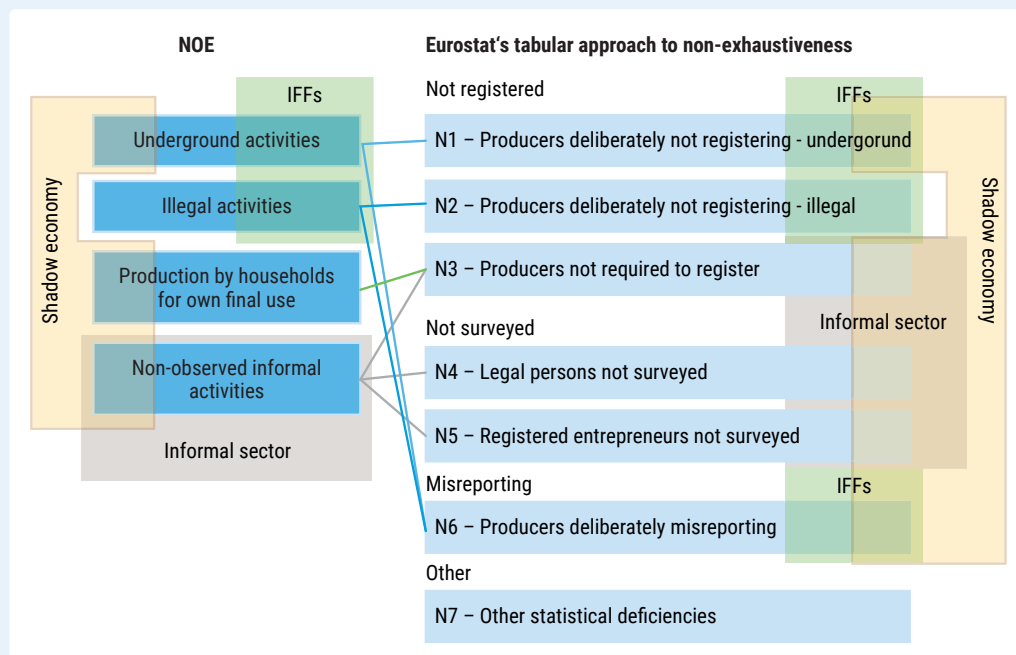 NOE
Eurostat‘s tabular approach to non-exhaustiveness
IFFs
Not registered
IFFs
Underground activities
N1 – Producers deliberately not registering - undergorund
Illegal activities
N2 – Producers deliberately not registering - illegal
Shadow economy
Shadow economy
Production by households
for own final use
N3 – Producers not required to register
Informal sector
Not surveyed
Non-observed informal
activities
N4 – Legal persons not surveyed
Informal sector
N5 – Registered entrepreneurs not surveyed
Misreporting
IFFs
N6 – Producers deliberately misreporting
Other
N7 – Other statistical deficiencies